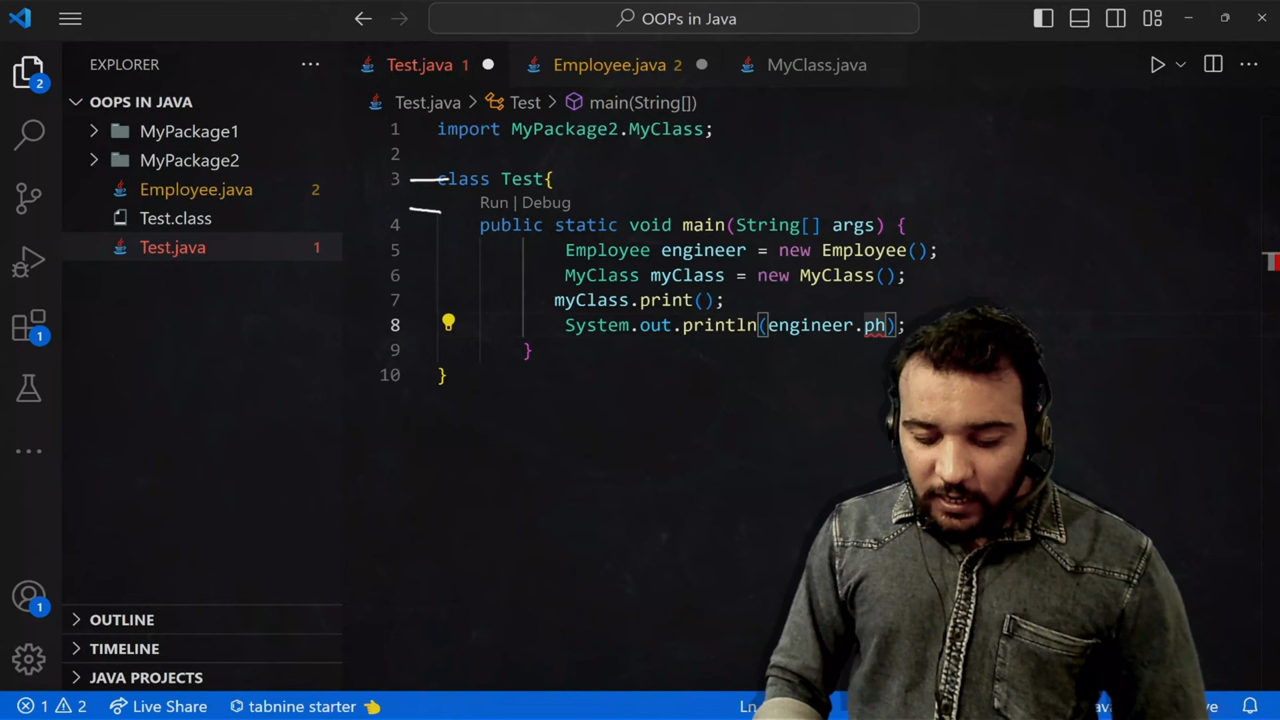 OOPs in Java
EXPLORER
Test.java 1
Employee.java 2
MyClass.java
2
OOPS IN JAVA
Test.java
Test
main(String[])
MyPackage1
MyPackage2
Employee.java 2
Test.class
Test.java 1
1 import MyPackage2.MyClass;
2
3 class Test{
Run | Debug
4 public static void main(String[] args) {
5 Employee engineer = new Employee();
6 MyClass myClass = new MyClass();
7 myClass.print();
8 System.out.println(engineer.ph);
9 }
10 }
1
1
OUTLINE
TIMELINE
JAVA PROJECTS
1 2 Live Share tabnine starter Ln